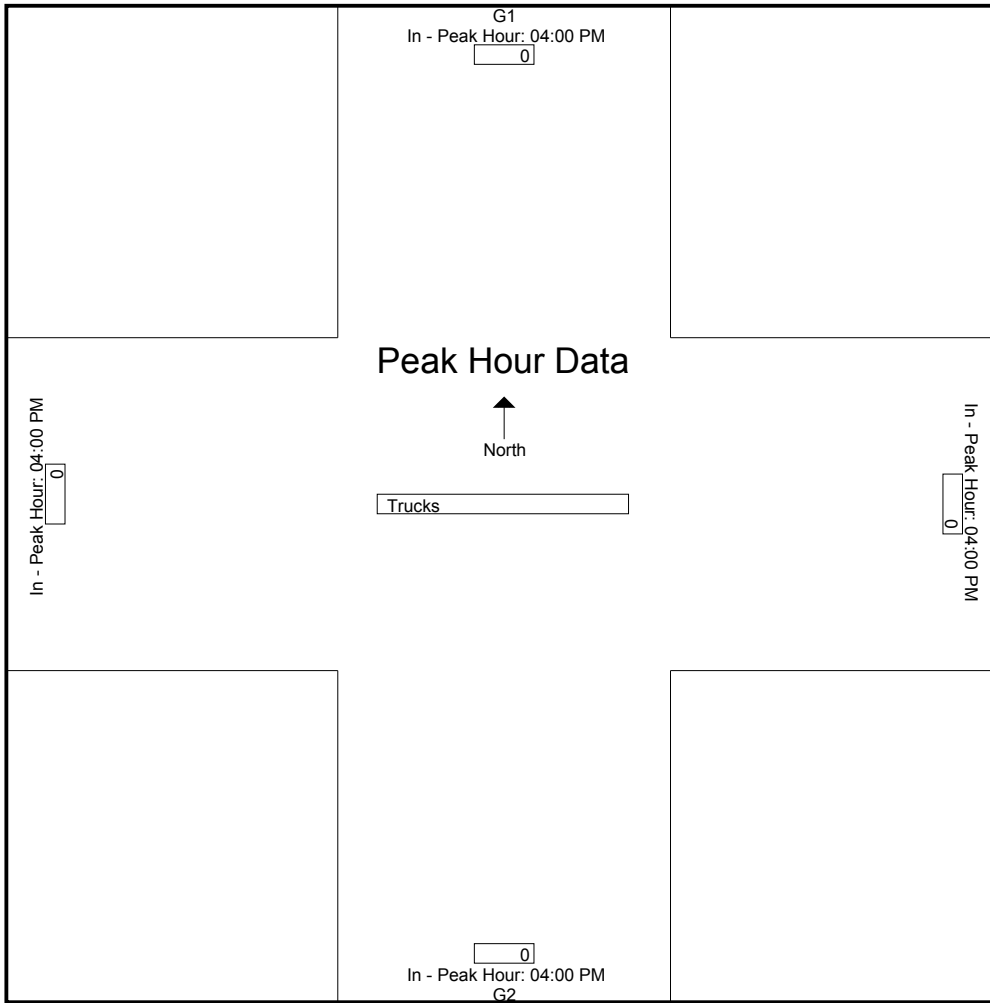 G1
In - Peak Hour: 04:00 PM
0
Peak Hour Data
North
In - Peak Hour: 04:00 PM
0
Trucks
0
In - Peak Hour: 04:00 PM
0
In - Peak Hour: 04:00 PM
G2